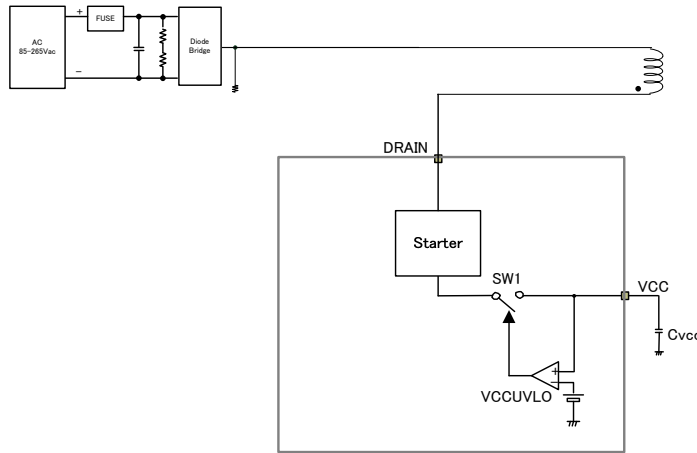 AC
85-265Vac
+
FUSE
−
Diode
Bridge
DRAIN
Starter
SW1
VCC
Cvcc
+
−
VCCUVLO